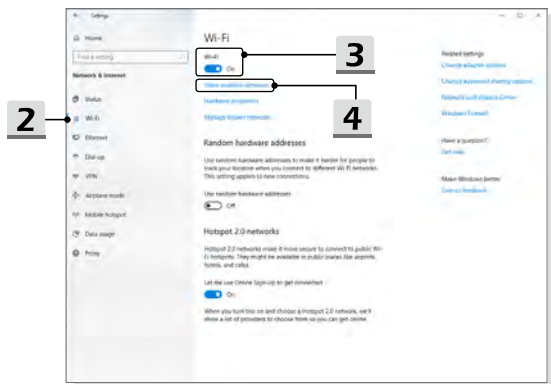 Settings
Home
Wi-Fi
Find a setting
Wi-Fi
On
3
Related settings
Change adapter options
Network & Internet
Show available networks
Change advanced sharing options
Status
Hardware properties
Network and Sharing Center
2
Wi-Fi
Manage known networks
4
Windows Firewall
Ethernet
Random hardware addresses
Have a question?
Get help
Dial-up
Use random hardware addresses to make it harder for people to
track your location when you connect to different Wi-Fi networks.
This setting applies to new connections.
VPN
Make Windows better
Give us feedback
Airplane mode
Use random hardware addresses
Off
Mobile hotspot
Data usage
Hotspot 2.0 networks
Proxy
Hotspot 2.0 networks make it more secure to connect to public Wi-
Fi hotspots. They might be available in public places like airports,
hotels, and cafes.
Let me use Online Sign-Up to get connected
On
When you turn this on and choose a Hotspot 2.0 network, we'll
show a list of providers to choose from so you can get online.